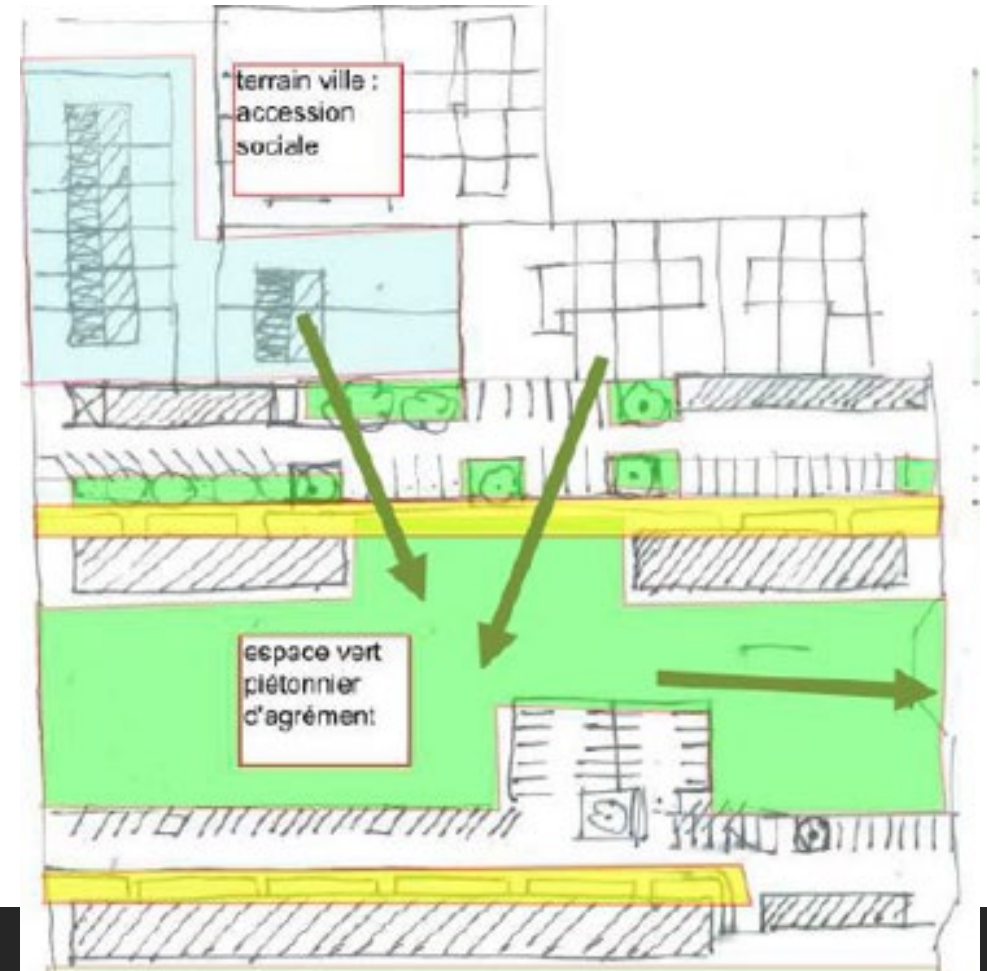 terrain ville :
accession
sociale
espace vert
piétonnier
d'agrément